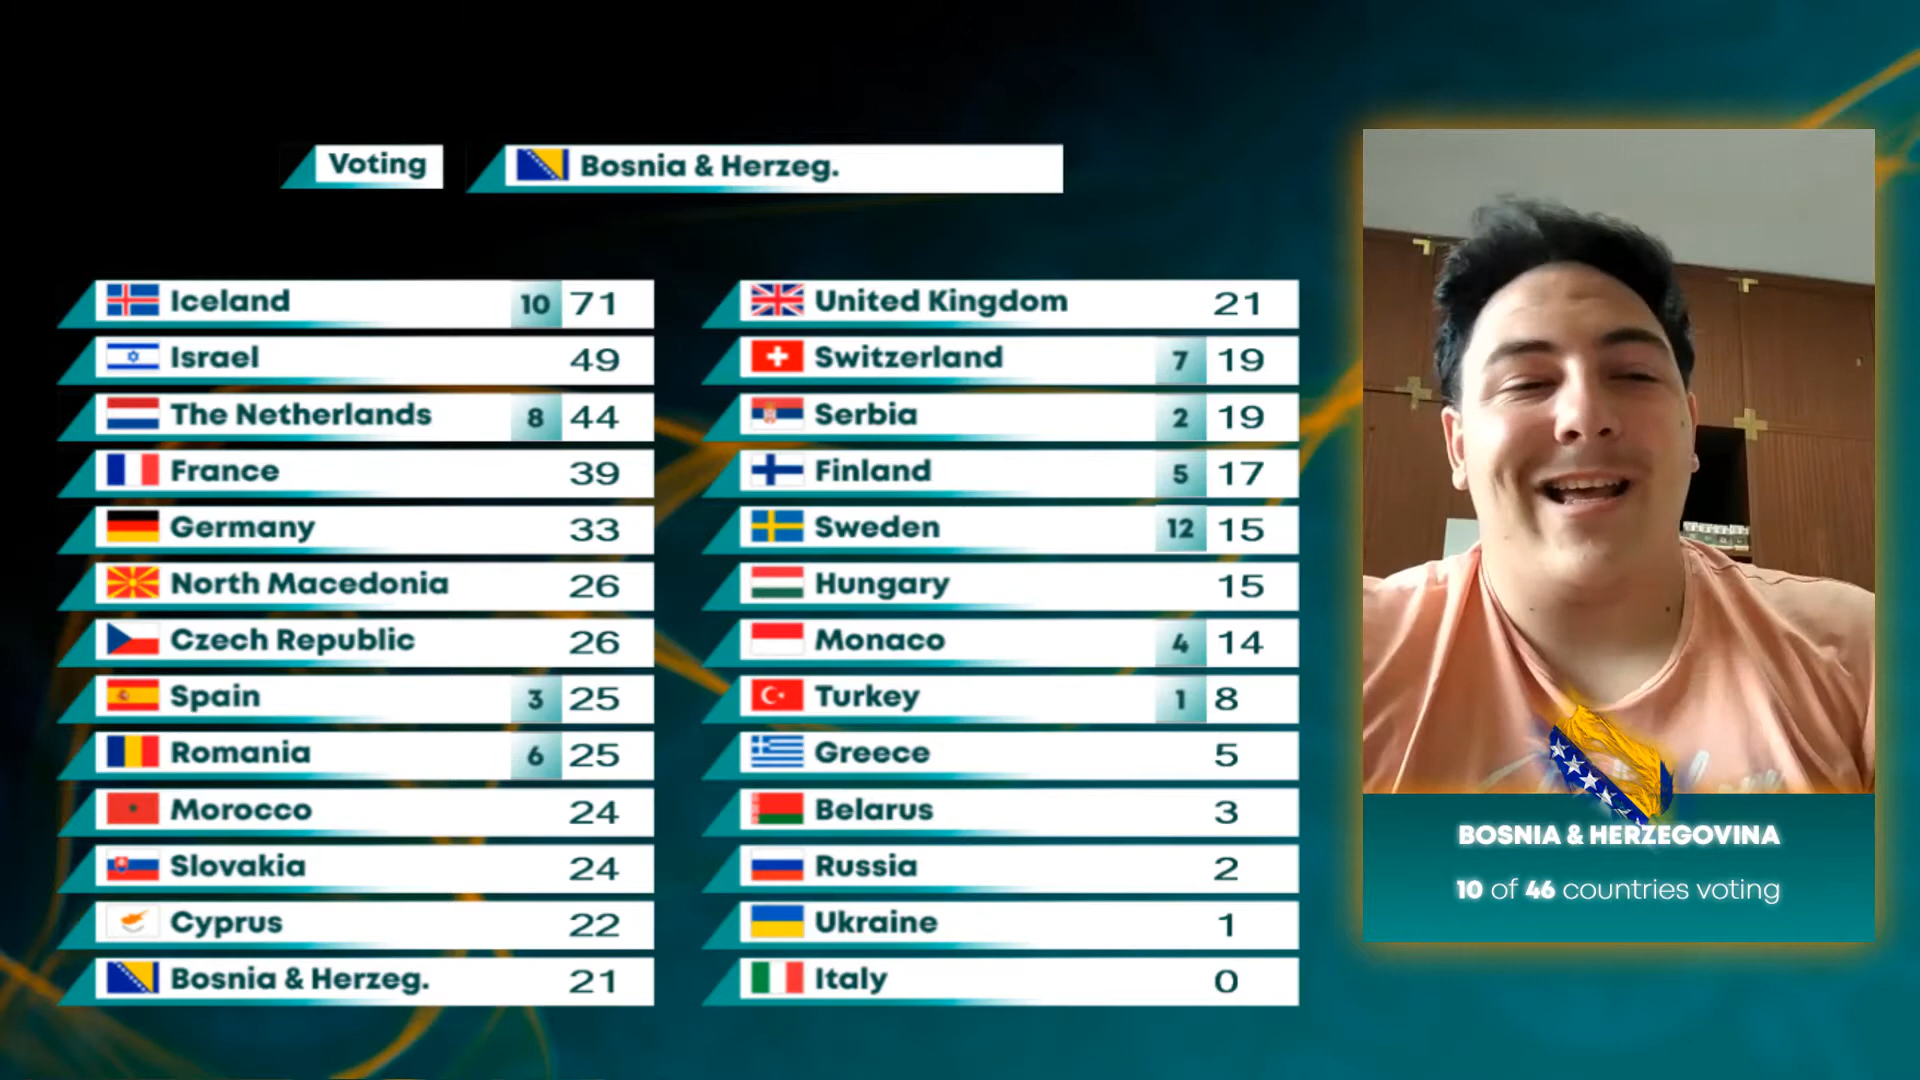 Voting
Bosnia & Herzeg.
Iceland 10 71
Israel 49
The Netherlands 8 44
France 39
Germany 33
North Macedonia 26
Czech Republic 26
Spain 3 25
Romania 6 25
Morocco 24
Slovakia 24
Cyprus 22
Bosnia & Herzeg. 21
United Kingdom 21
Switzerland 7 19
Serbia 2 19
Finland 5 17
Sweden 12 15
Hungary 15
Monaco 4 14
Turkey 1 8
Greece 5
Belarus 3
Russia 2
Ukraine 1
Italy 0
BOSNIA & HERZEGOVINA
10 of 46 countries voting